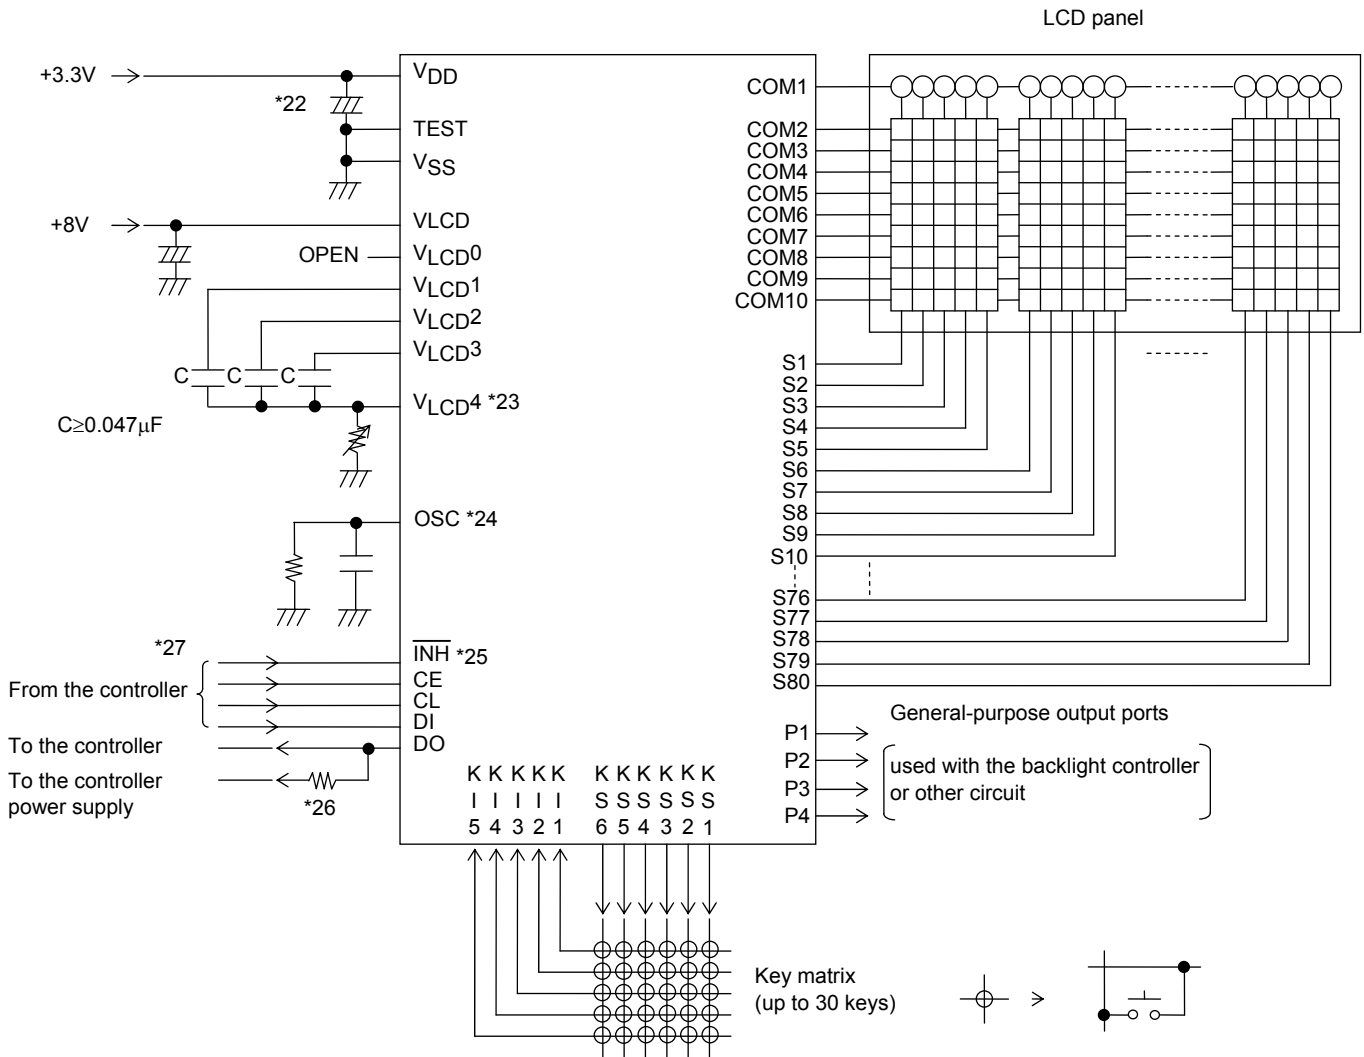 LCD panel
+3.3V
*22
VDD
TEST
VSS
+8V
VLCD
OPEN
VLCD0
VLCD1
VLCD2
VLCD3
C
C
C
VLCD4 *23
C≥0.047μF
OSC *24
*27
From the controller
INH *25
CE
CL
DI
To the controller
DO
To the controller
power supply
*26
COM1
COM2
COM3
COM4
COM5
COM6
COM7
COM8
COM9
COM10
S1
S2
S3
S4
S5
S6
S7
S8
S9
S10
S76
S77
S78
S79
S80
General-purpose output ports
P1
P2
P3
P4
used with the backlight controller
or other circuit
K K K K K K K K K K K
I I I I I S S S S S S
5 4 3 2 1 6 5 4 3 2 1
Key matrix
(up to 30 keys)